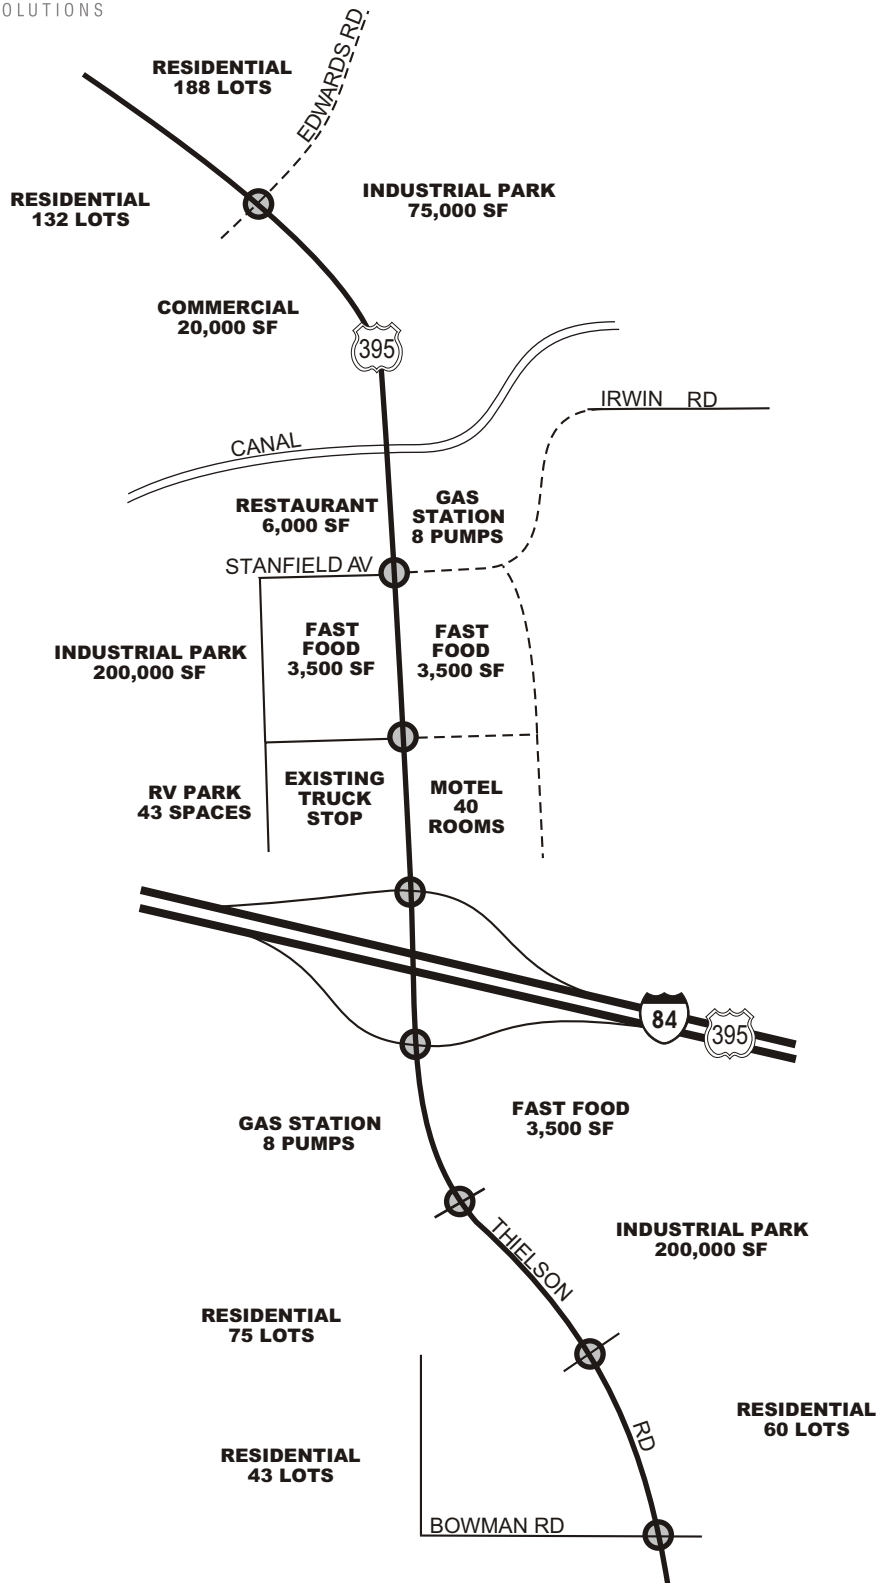 OLUTIONS
EDWARDS RD
RESIDENTIAL
188 LOTS
RESIDENTIAL
132 LOTS
INDUSTRIAL PARK
75,000 SF
COMMERCIAL
20,000 SF
395
IRWIN RD
CANAL
RESTAURANT
6,000 SF
GAS
STATION
8 PUMPS
STANFIELD AV
INDUSTRIAL PARK
200,000 SF
FAST
FOOD
3,500 SF
FAST
FOOD
3,500 SF
RV PARK
43 SPACES
EXISTING
TRUCK
STOP
MOTEL
40
ROOMS
84
395
GAS STATION
8 PUMPS
FAST FOOD
3,500 SF
THIELSON RD
INDUSTRIAL PARK
200,000 SF
RESIDENTIAL
75 LOTS
RESIDENTIAL
60 LOTS
RESIDENTIAL
43 LOTS
BOWMAN RD